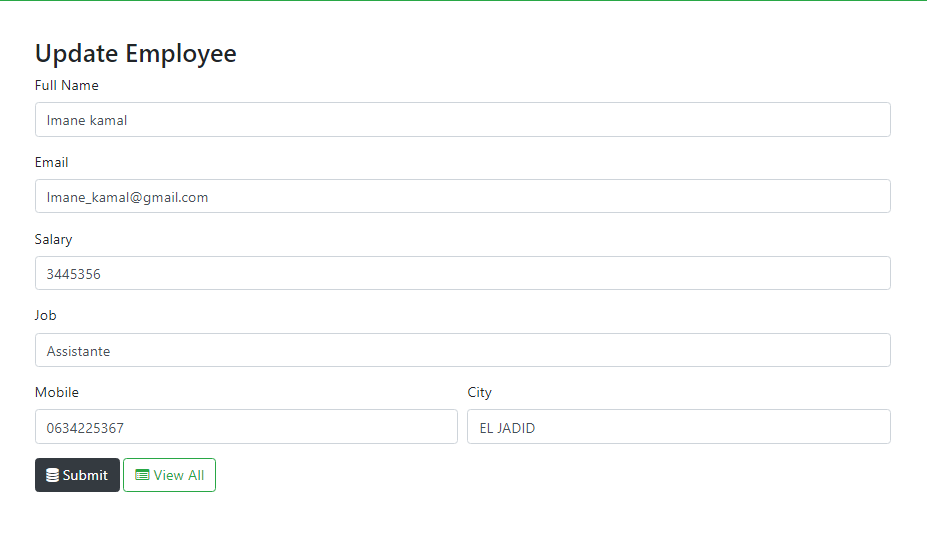 Update Employee
Full Name
Imane kamal
Email
Imane_kamal@gmail.com
Salary
3445356
Job
Assistante
Mobile
City
0634225367
EL JADID
Submit
View All